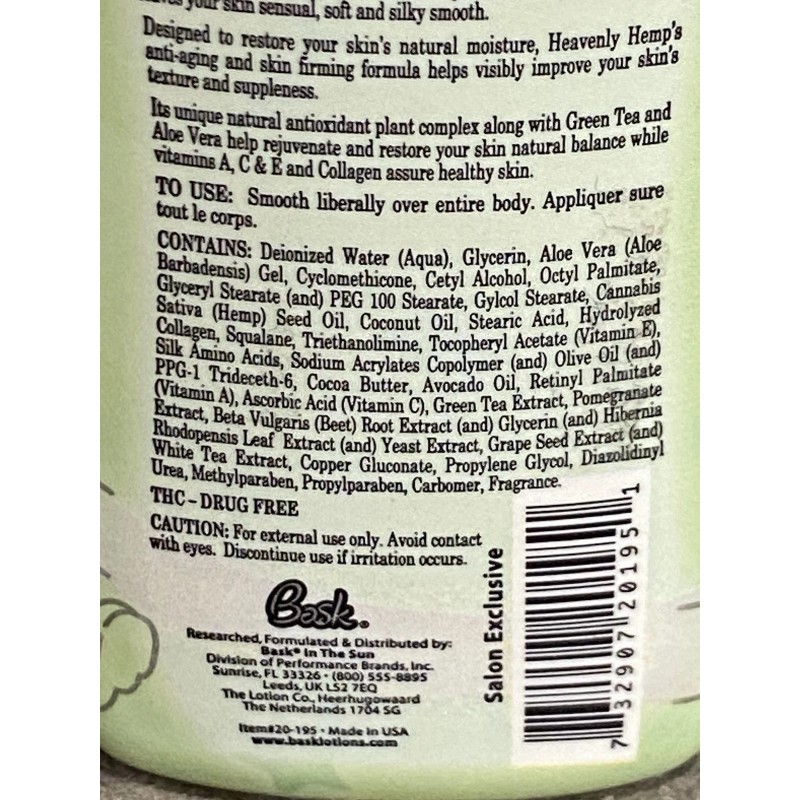 your skin sensual, soft and silky smooth.
Designed to restore your skin's natural moisture, Heavenly Hemp's
anti-aging and skin firming formula helps visibly improve your skin's
texture and suppleness.
Its unique natural antioxidant plant complex along with Green Tea and
Aloe Vera help rejuvenate and restore your skin natural balance while
vitamins A, C & E and Collagen assure healthy skin.
TO USE: Smooth liberally over entire body. Appliquer sure
tout le corps.
CONTAINS: Deionized Water (Aqua), Glycerin, Aloe Vera (Aloe
Barbadensis) Gel, Cyclomethicone, Cetyl Alcohol, Octyl Palmitate,
Glyceryl Stearate (and) PEG 100 Stearate, Gylcol Stearate, Cannabis
Sativa (Hemp) Seed Oil, Coconut Oil, Stearic Acid, Hydrolyzed
Collagen, Squalane, Triethanolimine, Tocopheryl Acetate (Vitamin E),
Silk Amino Acids, Sodium Acrylates Copolymer (and) Olive Oil (and)
PPG-1 Trideceth-6, Cocoa Butter, Avocado Oil, Retinyl Palmitate
(Vitamin A), Ascorbic Acid (Vitamin C), Green Tea Extract, Pomegranate
Extract, Beta Vulgaris (Beet) Root Extract (and) Glycerin (and) Hibernia
Rhodopensis Leaf Extract (and) Yeast Extract, Grape Seed Extract (and)
White Tea Extract, Copper Gluconate, Propylene Glycol, Diazolidinyl
Urea, Methylparaben, Propylparaben, Carbomer, Fragrance.
THC - DRUG FREE
CAUTION: For external use only. Avoid contact
with eyes. Discontinue use if irritation occurs.
Bask®
Researched, Formulated & Distributed by:
Bask® In The Sun
Division of Performance Brands, Inc.
Sunrise, FL 33326 • (800) 555-8895
Leeds, UK LS2 7EQ
The Lotion Co., Heerhugowaard
The Netherlands 1704 SG
Item#20-195 • Made in USA
www.basklotions.com
Salon Exclusive
7 32907 20195 1